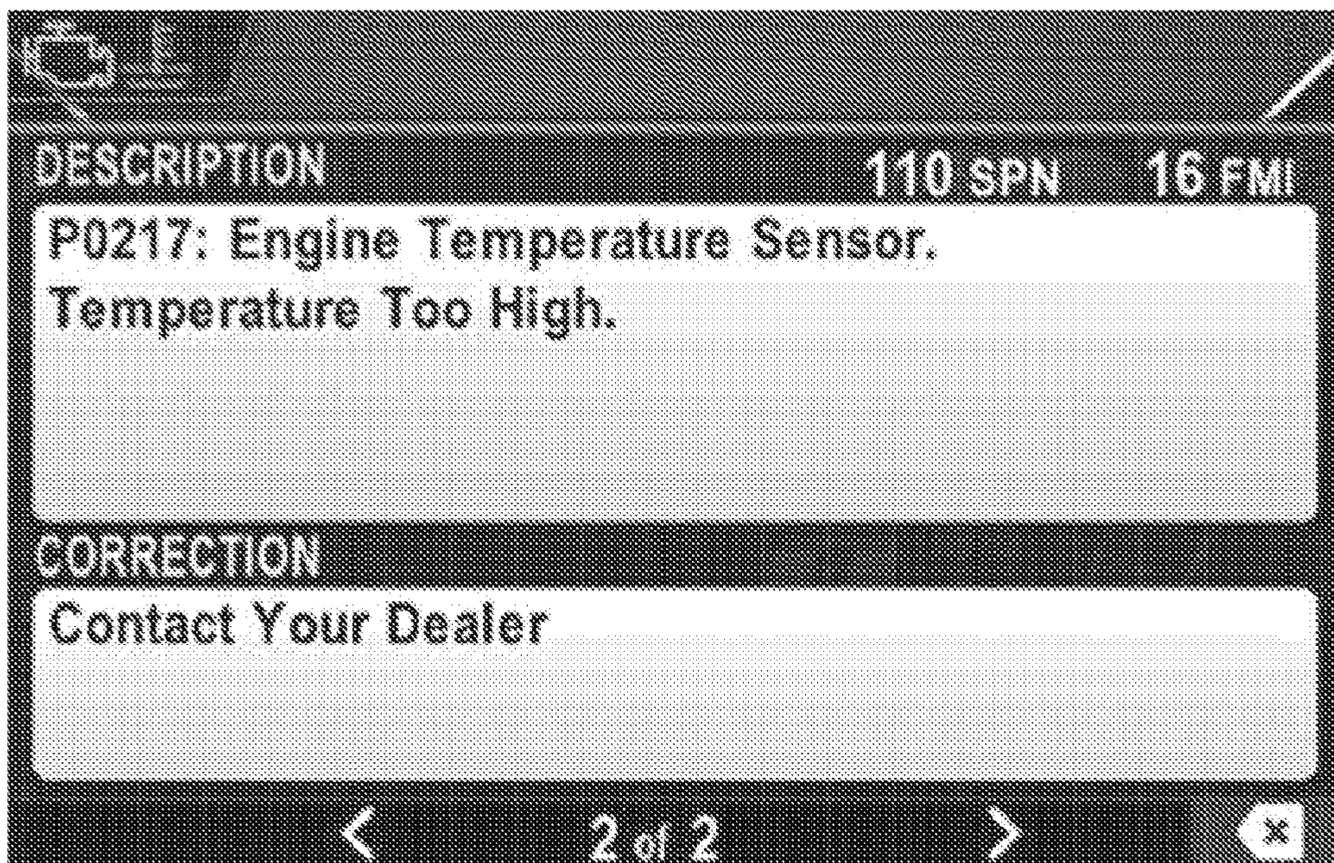 DESCRIPTION 110 SPN 16 FMI
P0217: Engine Temperature Sensor.
Temperature Too High.
CORRECTION
Contact Your Dealer
2 of 2